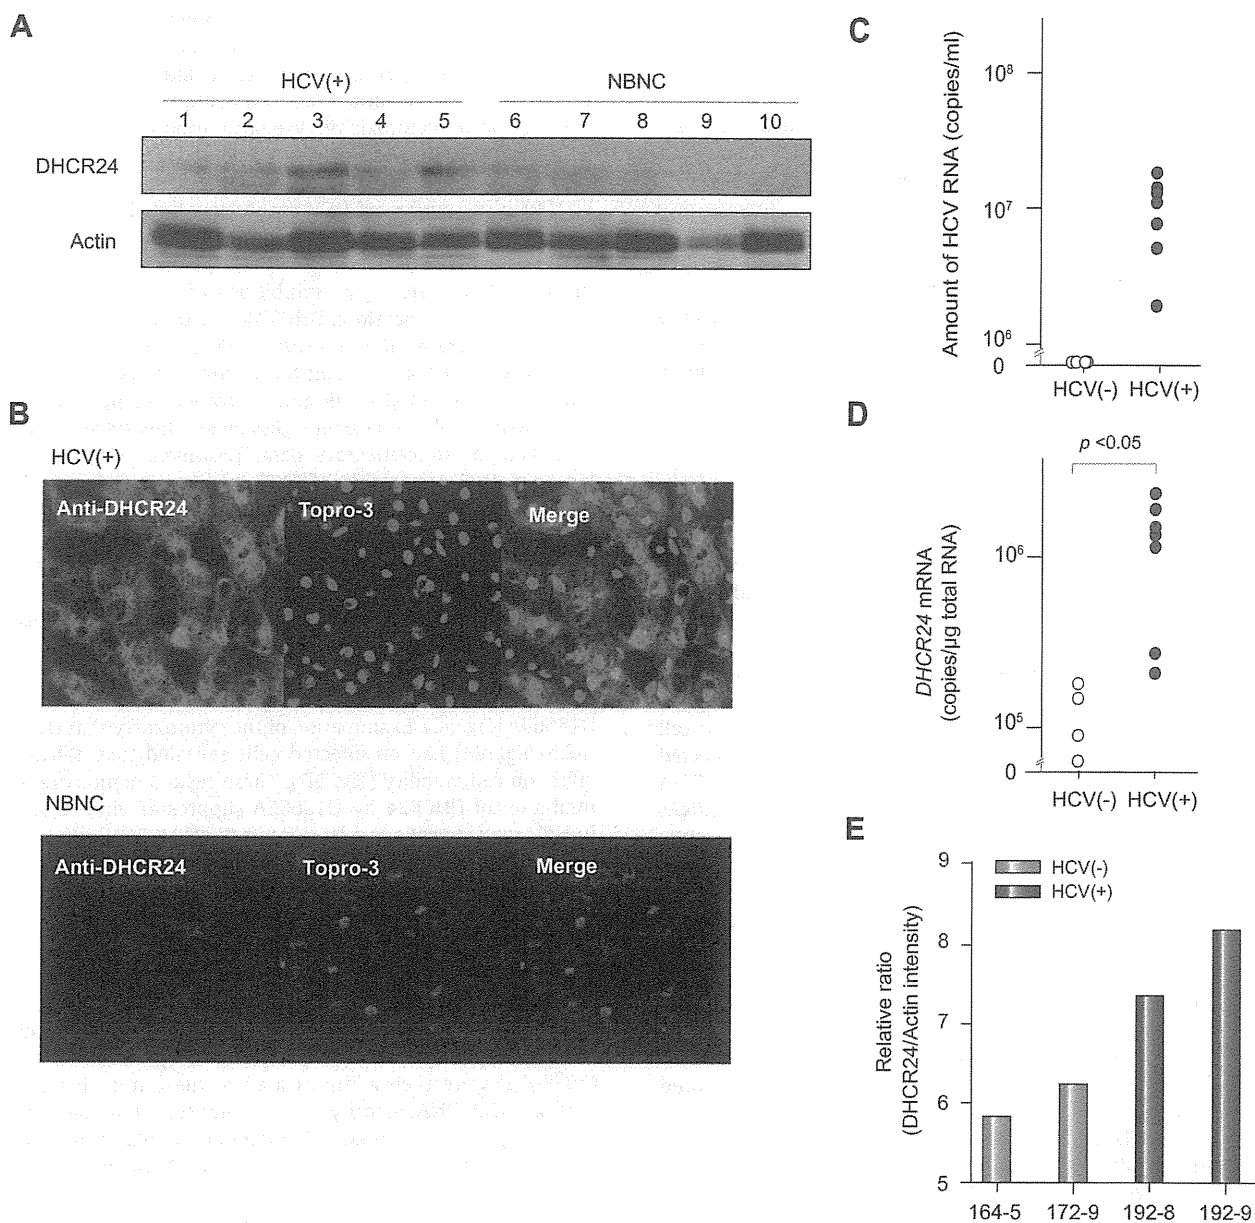 A
HCV(+) NBNC
1 2 3 4 5 6 7 8 9 10
DHCR24
Actin
B
HCV(+)
Anti-DHCR24 Topro-3 Merge
NBNC
Anti-DHCR24 Topro-3 Merge
C
Amount of HCV RNA (copies/ml)
10⁸
10⁷
10⁶
0
HCV(-) HCV(+)
D
p <0.05
DHCR24 mRNA
(copies/µg total RNA)
10⁶
10⁵
0
HCV(-) HCV(+)
E
HCV(-)
HCV(+)
Relative ratio
(DHCR24/Actin intensity)
9
8
7
6
5
164-5 172-9 192-8 192-9